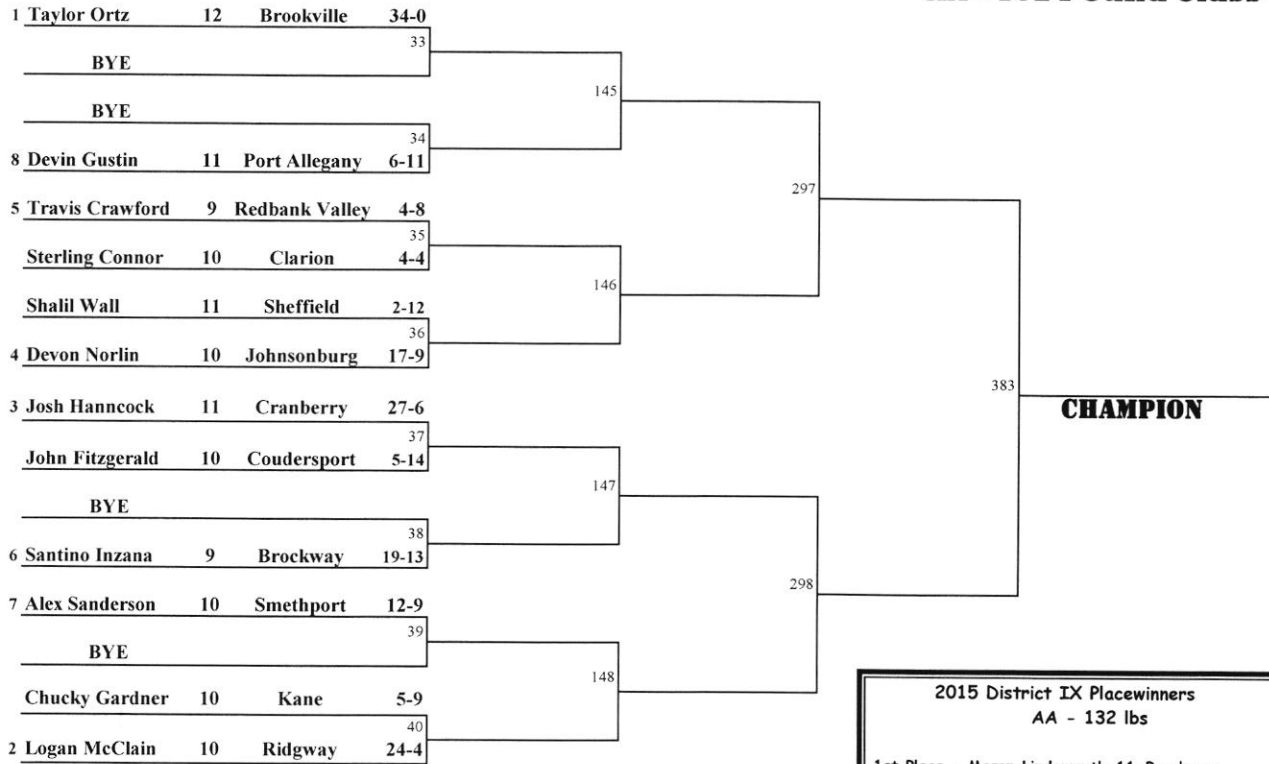 1 Taylor Ortz 12 Brookville 34-0
33
BYE
145
BYE
34
8 Devin Gustin 11 Port Allegany 6-11
297
5 Travis Crawford 9 Redbank Valley 4-8
35
Sterling Connor 10 Clarion 4-4
146
Shalil Wall 11 Sheffield 2-12
36
4 Devon Norlin 10 Johnsonburg 17-9
383
3 Josh Hanncock 11 Cranberry 27-6
CHAMPION
37
John Fitzgerald 10 Coudersport 5-14
147
BYE
38
6 Santino Inzana 9 Brockway 19-13
298
7 Alex Sanderson 10 Smethport 12-9
39
BYE
148
Chucky Gardner 10 Kane 5-9
40
2 Logan McClain 10 Ridgway 24-4
2015 District IX Placewinners
AA - 132 lbs